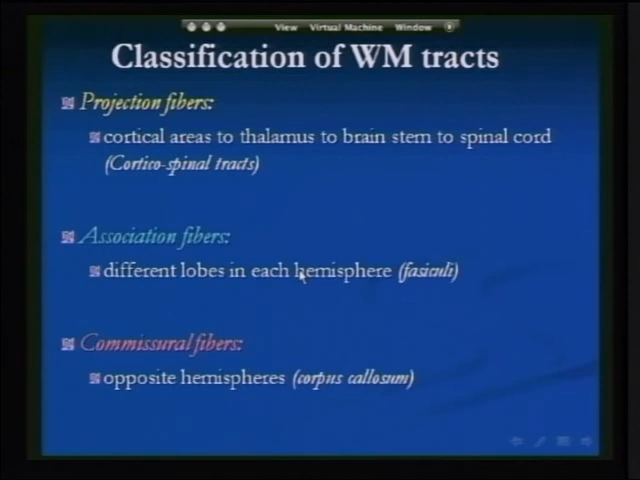 View Virtual Machine Window
Classification of WM tracts
Projection fibers:
cortical areas to thalamus to brain stem to spinal cord
(Cortico-spinal tracts)
Association fibers:
different lobes in each hemisphere (fasiculi)
Commissural fibers:
opposite hemispheres (corpus callosum)